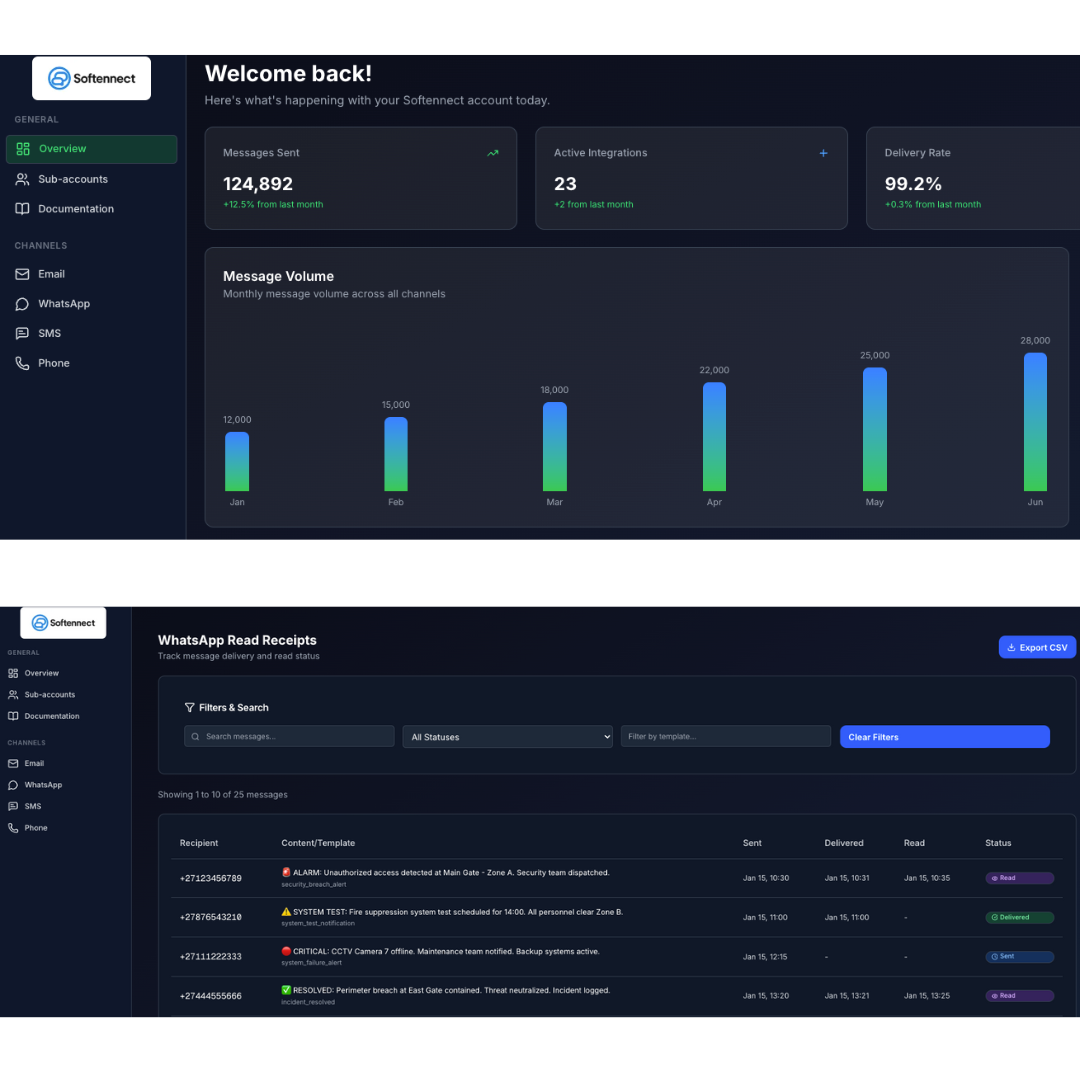 Softennect
Welcome back!
Here's what's happening with your Softennect account today.
GENERAL
Overview
Sub-accounts
Documentation
CHANNELS
Email
WhatsApp
SMS
Phone
Messages Sent
124,892
+12.5% from last month
Active Integrations
23
+2 from last month
Delivery Rate
99.2%
+0.3% from last month
Message Volume
Monthly message volume across all channels
12,000
15,000
18,000
22,000
25,000
28,000
Jan
Feb
Mar
Apr
May
Jun
Softennect
GENERAL
Overview
Sub-accounts
Documentation
CHANNELS
Email
WhatsApp
SMS
Phone
WhatsApp Read Receipts
Track message delivery and read status
Export CSV
Filters & Search
Search messages...
All Statuses
Filter by template...
Clear Filters
Showing 1 to 10 of 25 messages
Recipient Content/Template Sent Delivered Read Status
+27123456789 🚨 ALARM: Unauthorized access detected at Main Gate - Zone A. Security team dispatched. Jan 15, 10:30 Jan 15, 10:31 Jan 15, 10:35 Read
security_breach_alert
+27876543210 ⚠️ SYSTEM TEST: Fire suppression system test scheduled for 14:00. All personnel clear Zone B. Jan 15, 11:00 Jan 15, 11:00 - Delivered
system_test_notification
+27111222333 🔴 CRITICAL: CCTV Camera 7 offline. Maintenance team notified. Backup systems active. Jan 15, 12:15 - - Sent
system_failure_alert
+27444555666 ✅ RESOLVED: Perimeter breach at East Gate contained. Threat neutralized. Incident logged. Jan 15, 13:20 Jan 15, 13:21 Jan 15, 13:25 Read
incident_resolved